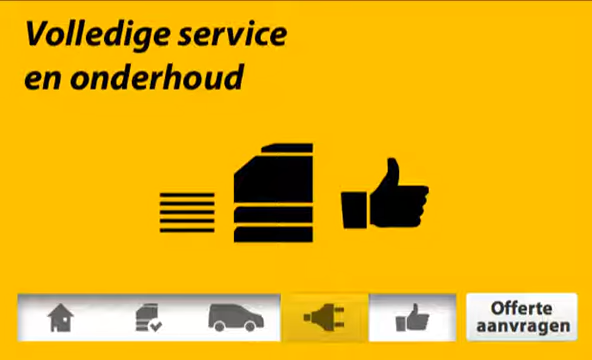 Volledige service
en onderhoud
Offerte
aanvragen